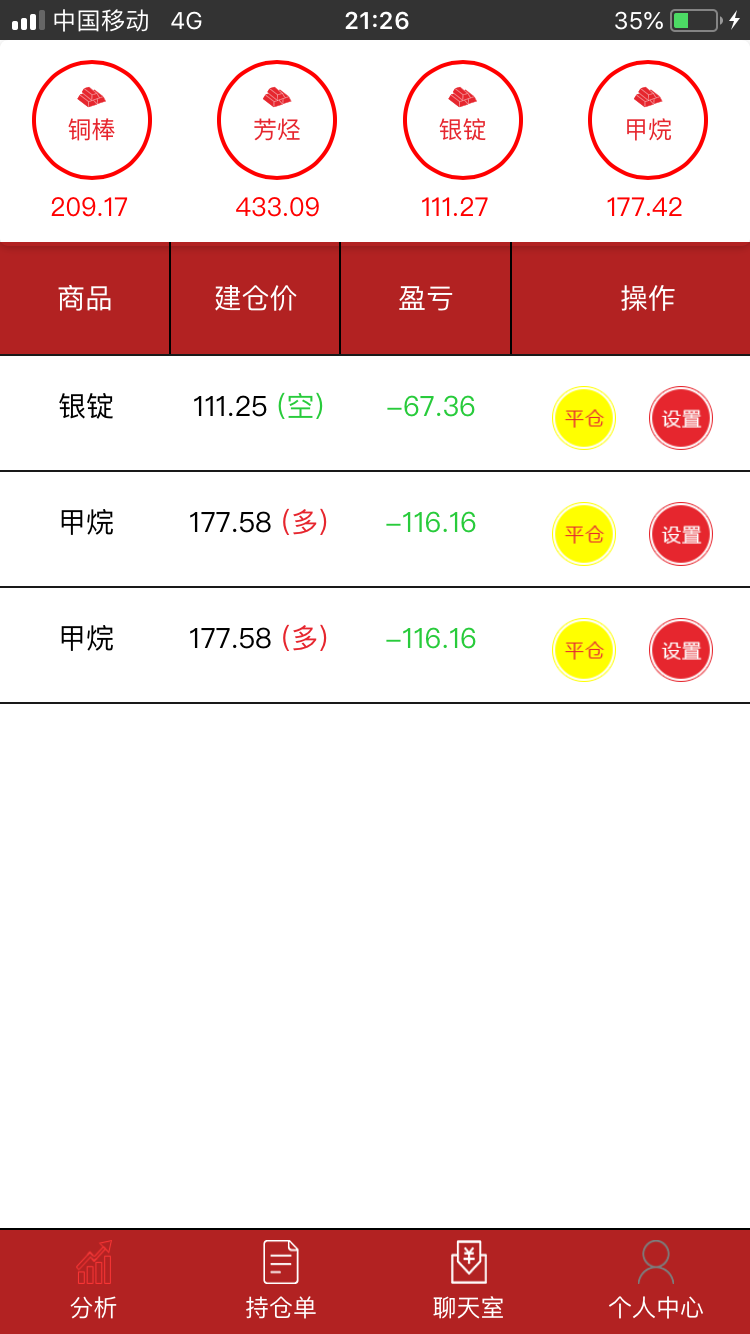 中国移动 4G 21:26 35%
铜棒 芳烃 银锭 甲烷
209.17 433.09 111.27 177.42
商品 建仓价 盈亏 操作
银锭 111.25 (空) -67.36 平仓 设置
甲烷 177.58 (多) -116.16 平仓 设置
甲烷 177.58 (多) -116.16 平仓 设置
¥
分析 持仓单 聊天室 个人中心